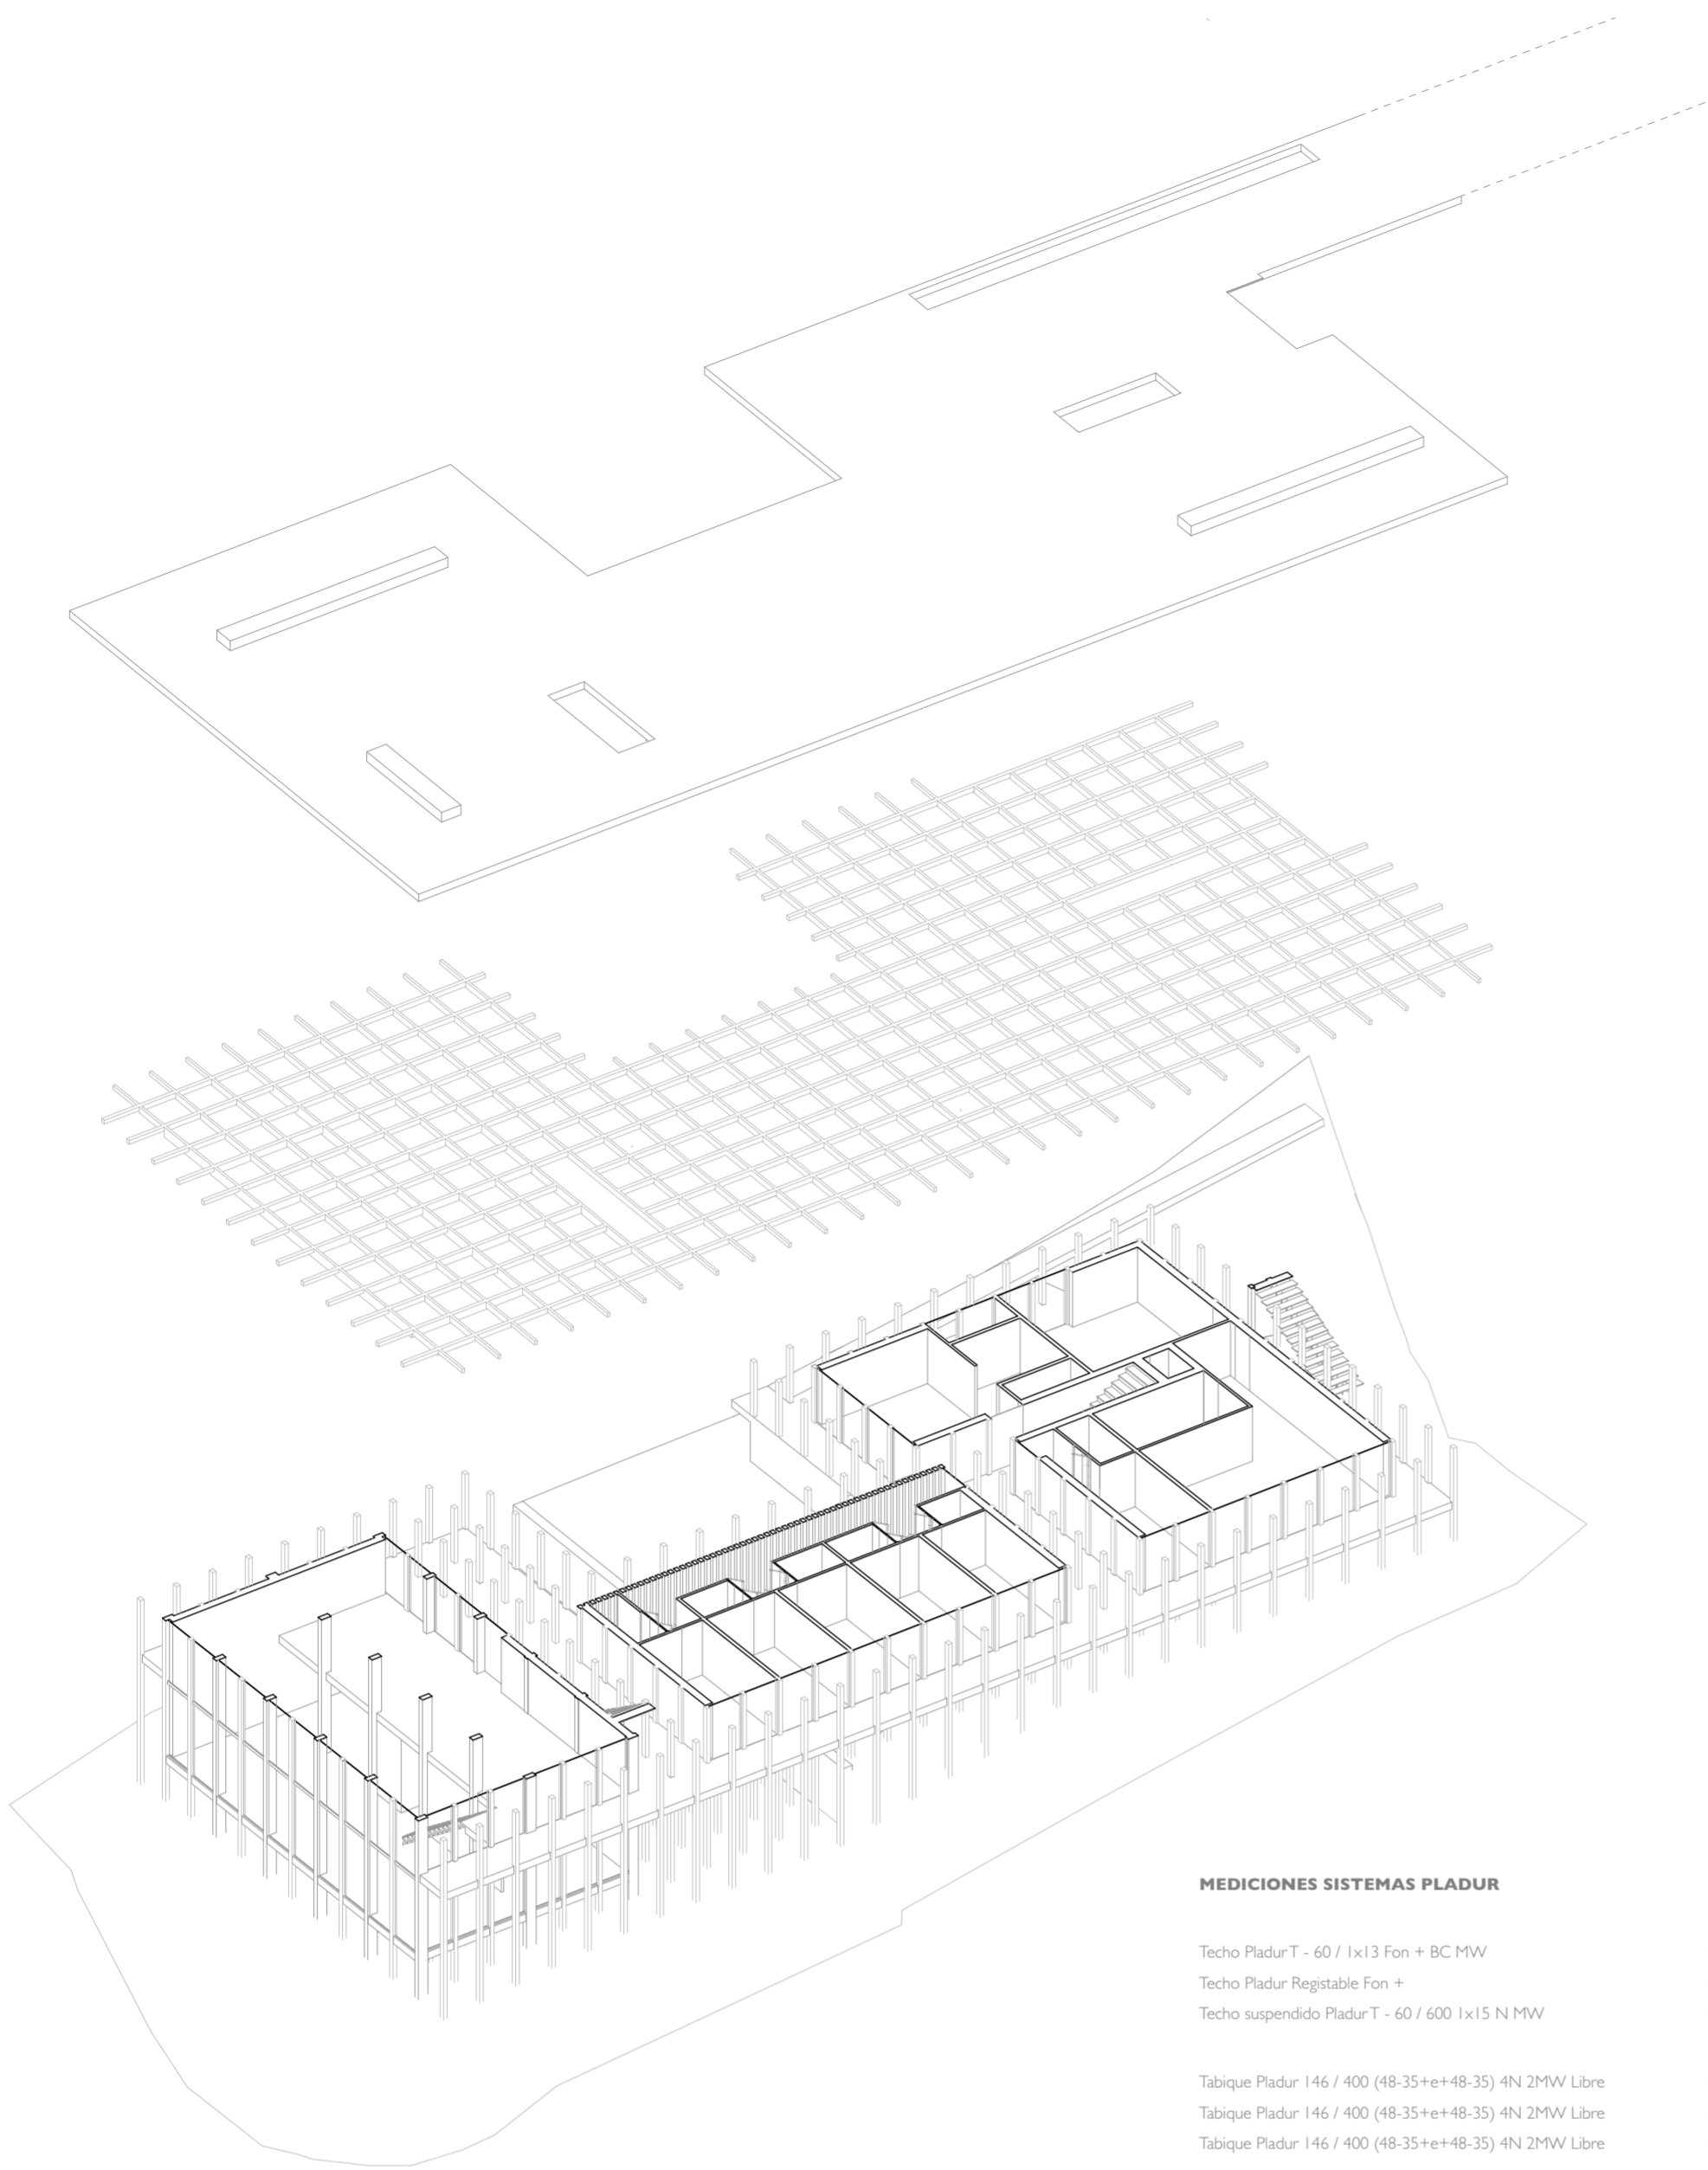 MEDICIONES SISTEMAS PLADUR
Techo Pladur T - 60 / 1x13 Fon + BC MW
Techo Pladur Registable Fon +
Techo suspendido Pladur T - 60 / 600 1x15 N MW
Tabique Pladur 146 / 400 (48-35+e+48-35) 4N 2MW Libre
Tabique Pladur 146 / 400 (48-35+e+48-35) 4N 2MW Libre
Tabique Pladur 146 / 400 (48-35+e+48-35) 4N 2MW Libre